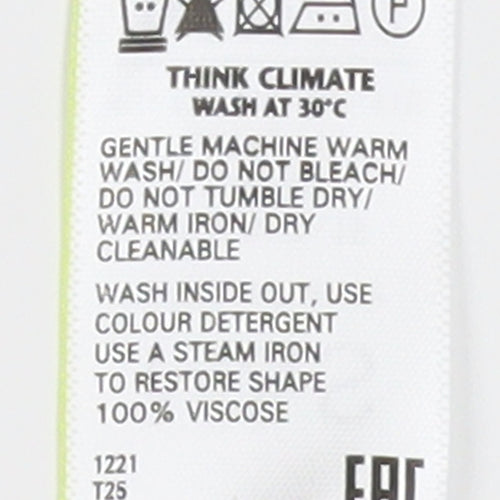 P
THINK CLIMATE
WASH AT 30°C
GENTLE MACHINE WARM
WASH/ DO NOT BLEACH/
DO NOT TUMBLE DRY/
WARM IRON/ DRY
CLEANABLE
WASH INSIDE OUT, USE
COLOUR DETERGENT
USE A STEAM IRON
TO RESTORE SHAPE
100% VISCOSE
1221
T25
EAC